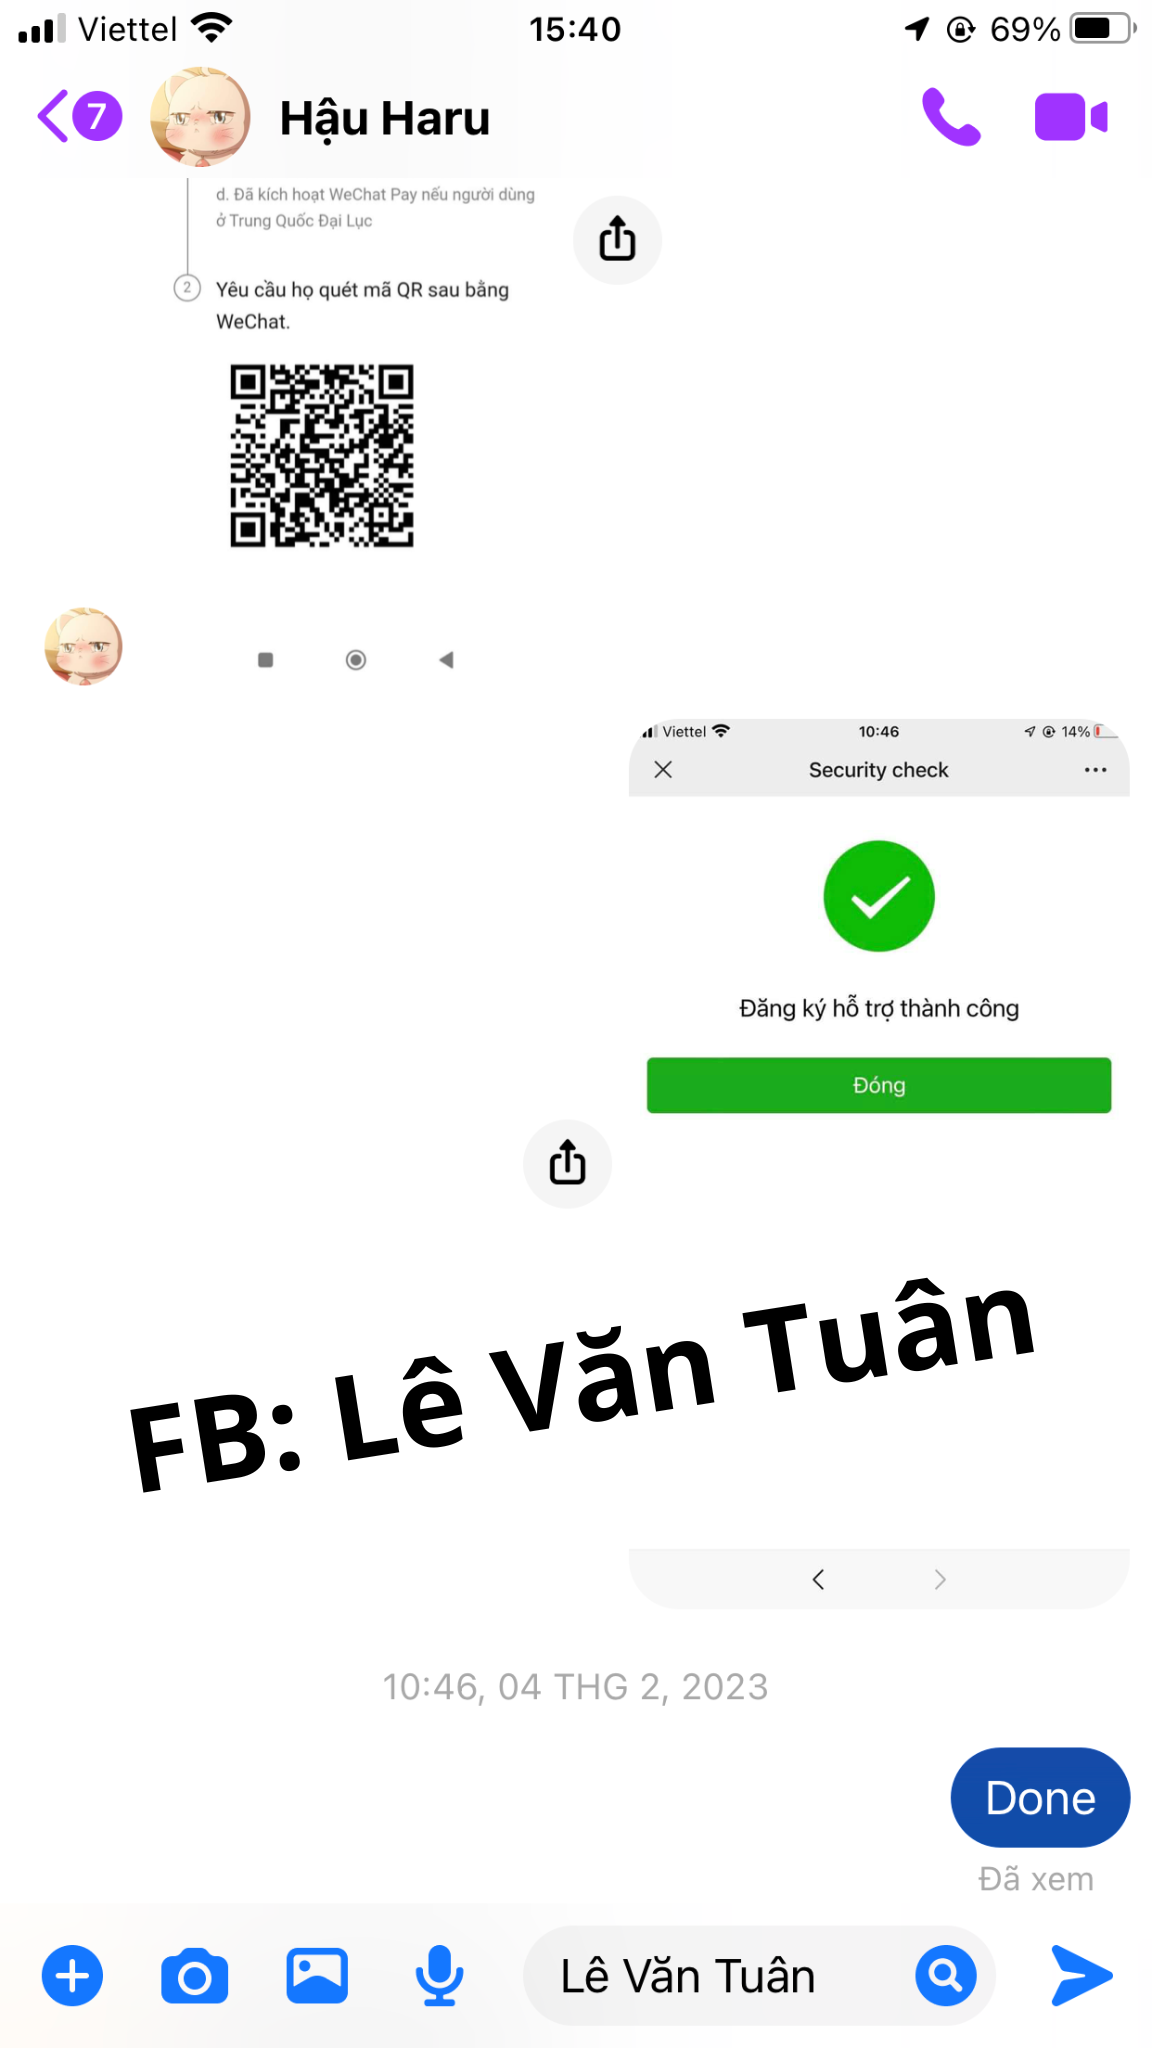 Viettel 15:40 69%
7 Hậu Haru
d. Đã kích hoạt WeChat Pay nếu người dùng
ở Trung Quốc Đại Lục
2 Yêu cầu họ quét mã QR sau bằng
WeChat.
Viettel 10:46 14%
Security check
Đăng ký hỗ trợ thành công
Đóng
FB: Lê Văn Tuân
10:46, 04 THG 2, 2023
Done
Đã xem
Lê Văn Tuân